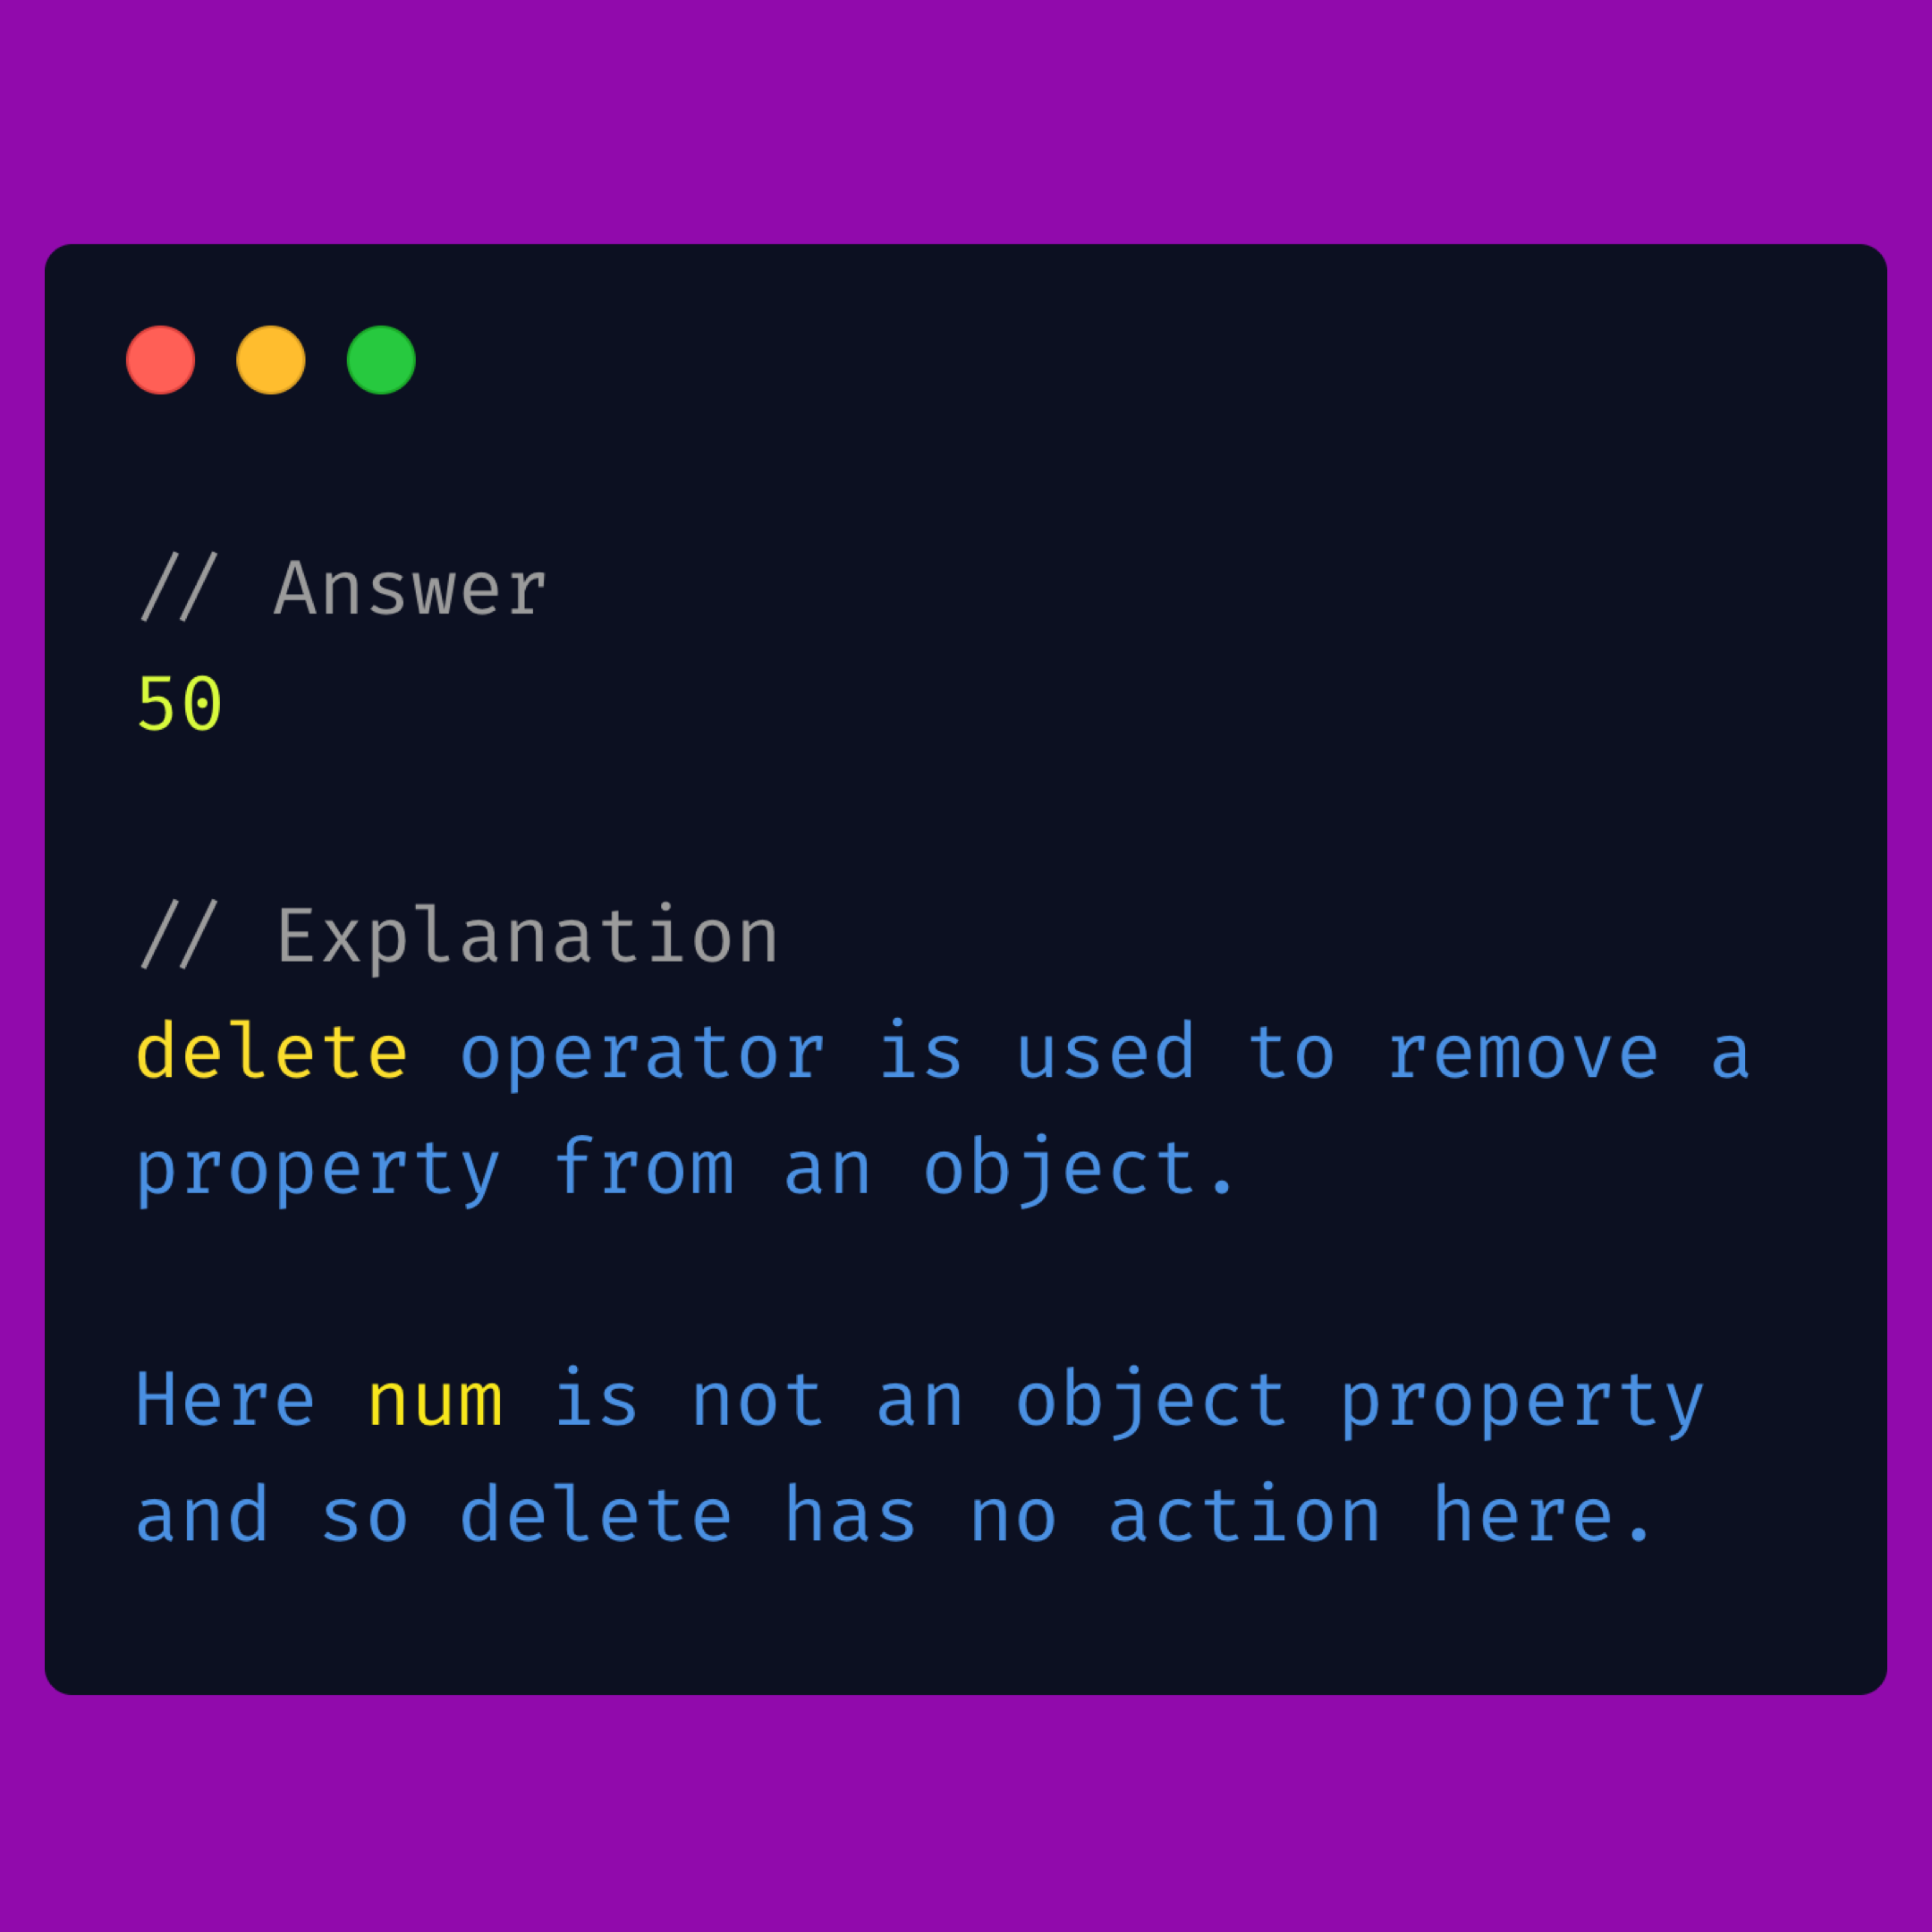 // Answer
50
// Explanation
delete operator is used to remove a
property from an object.
Here num is not an object property
and so delete has no action here.